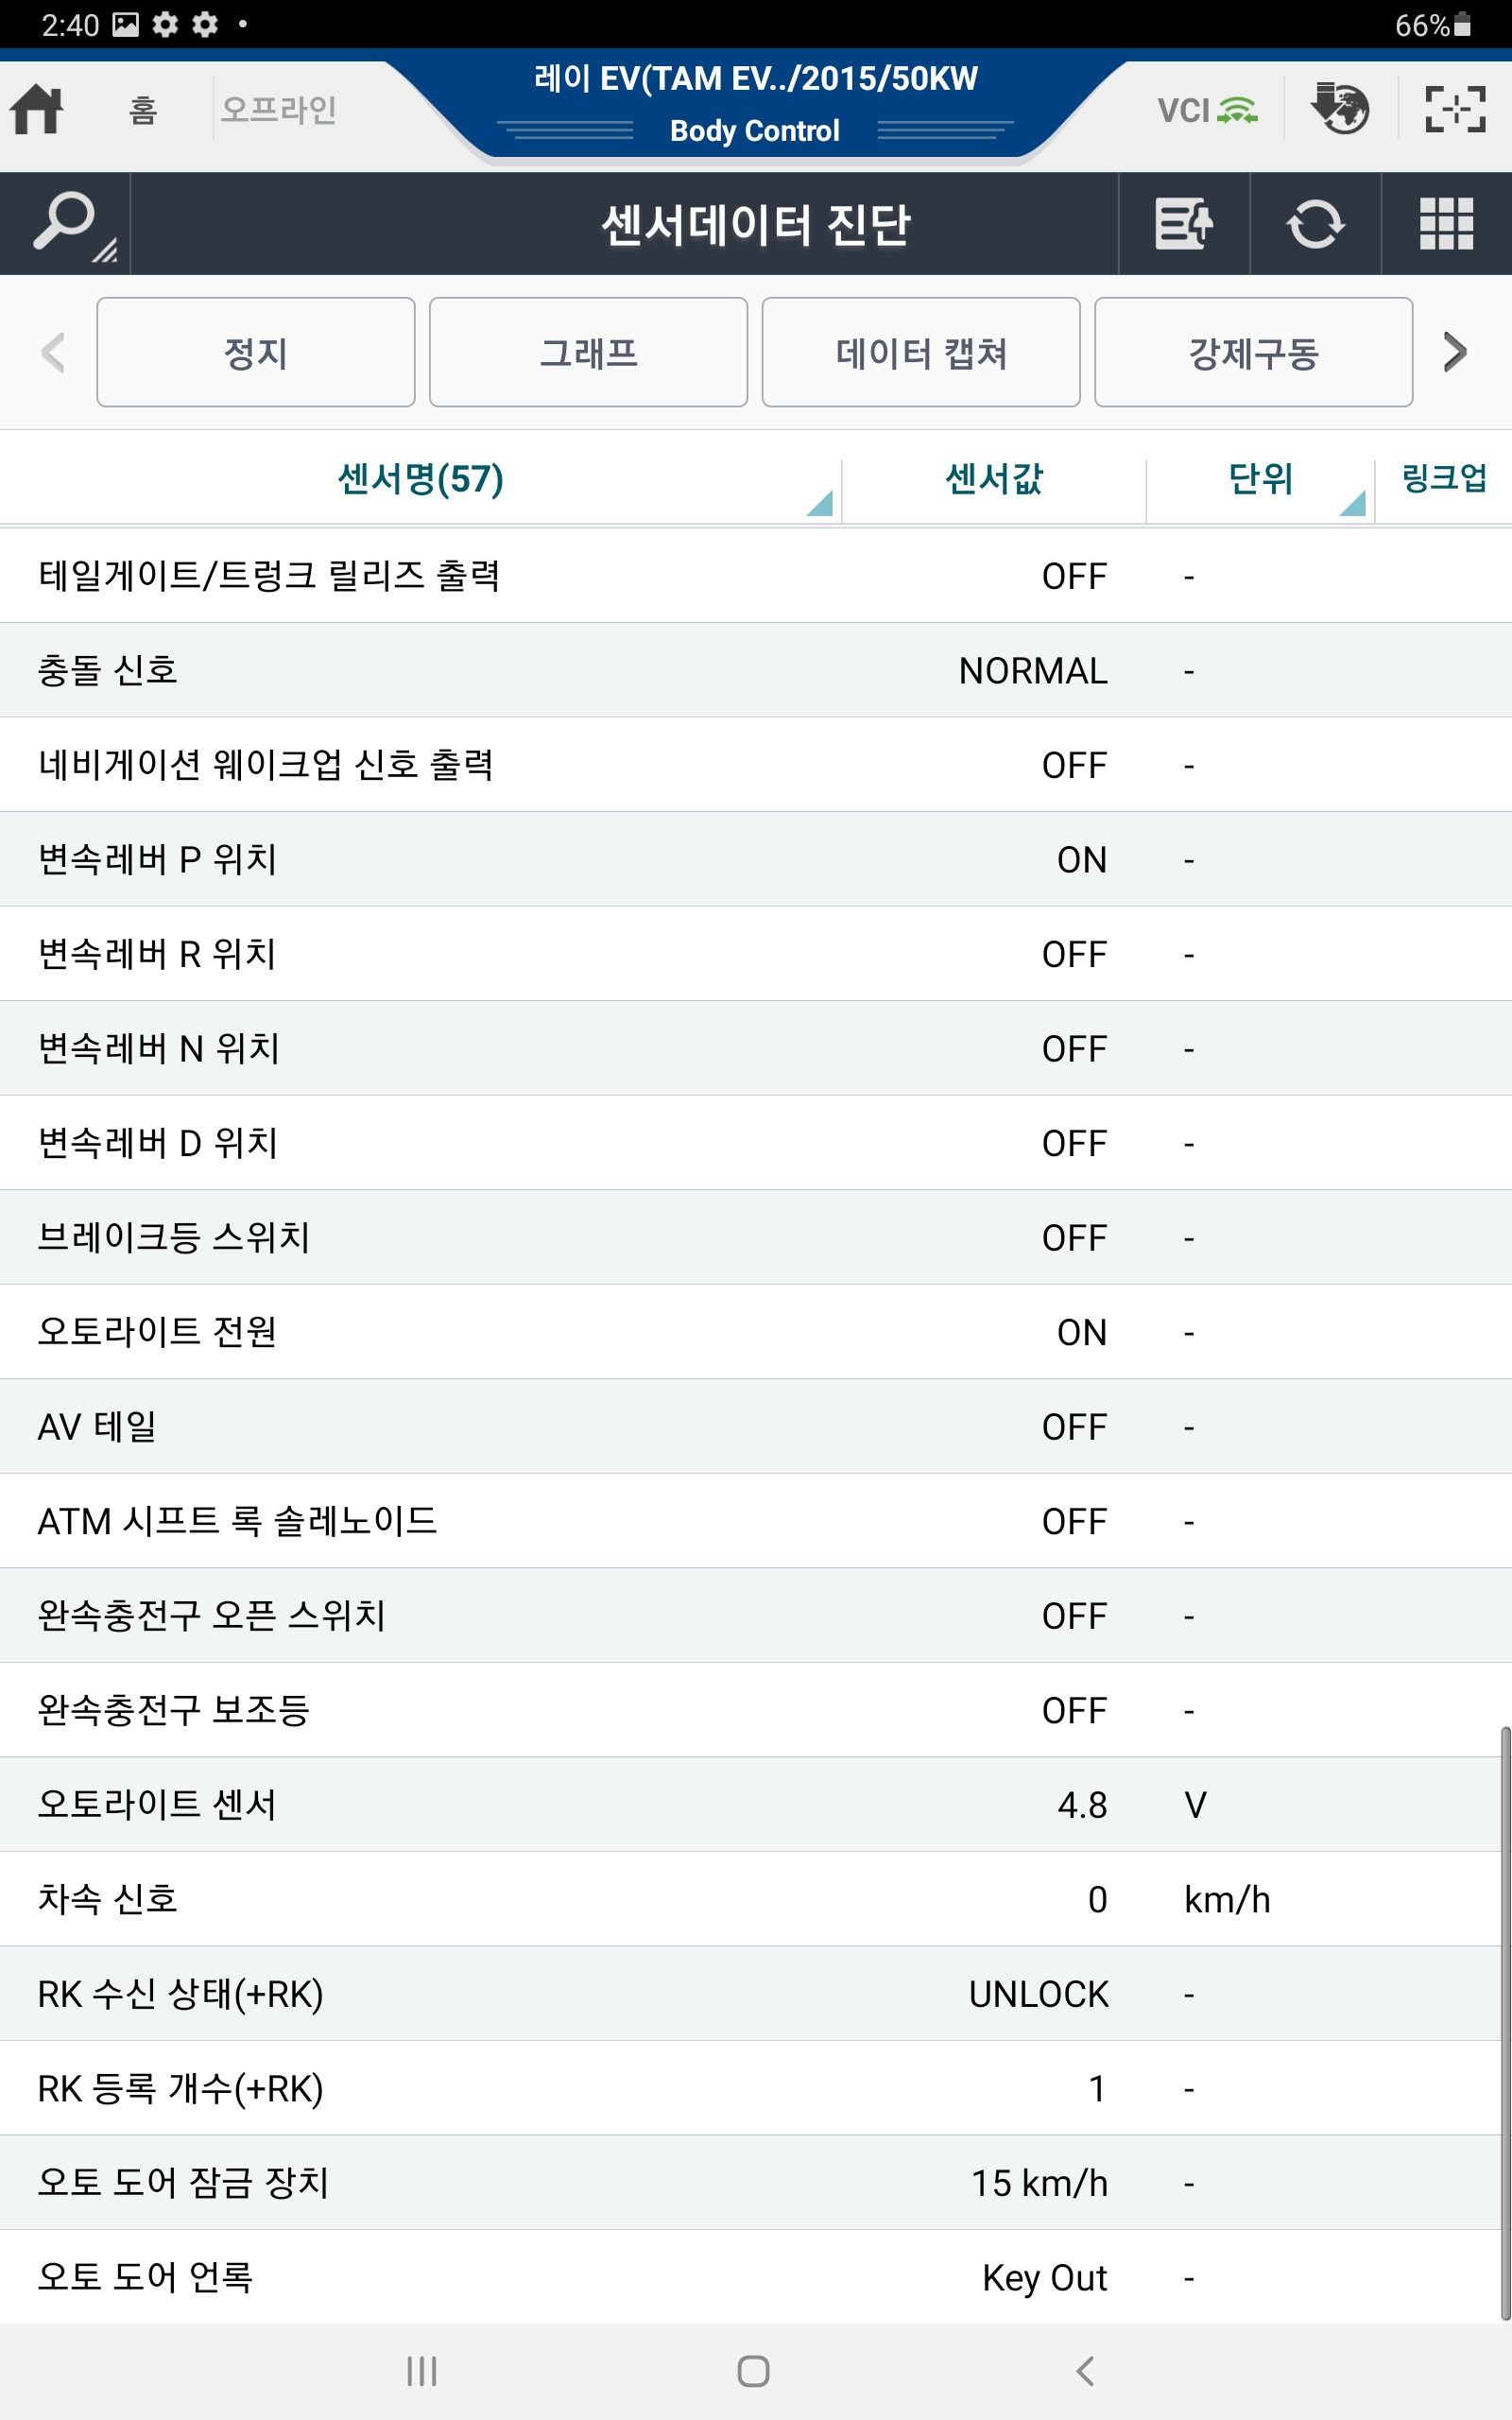 2:40
66%
홈
오프라인
레이 EV(TAM EV../2015/50KW
Body Control
VCI
센서데이터 진단
정지
그래프
데이터 캡쳐
강제구동
센서명(57) 센서값 단위 링크업
테일게이트/트렁크 릴리즈 출력 OFF -
충돌 신호 NORMAL -
네비게이션 웨이크업 신호 출력 OFF -
변속레버 P 위치 ON -
변속레버 R 위치 OFF -
변속레버 N 위치 OFF -
변속레버 D 위치 OFF -
브레이크등 스위치 OFF -
오토라이트 전원 ON -
AV 테일 OFF -
ATM 시프트 록 솔레노이드 OFF -
완속충전구 오픈 스위치 OFF -
완속충전구 보조등 OFF -
오토라이트 센서 4.8 V
차속 신호 0 km/h
RK 수신 상태(+RK) UNLOCK -
RK 등록 개수(+RK) 1 -
오토 도어 잠금 장치 15 km/h -
오토 도어 언록 Key Out -